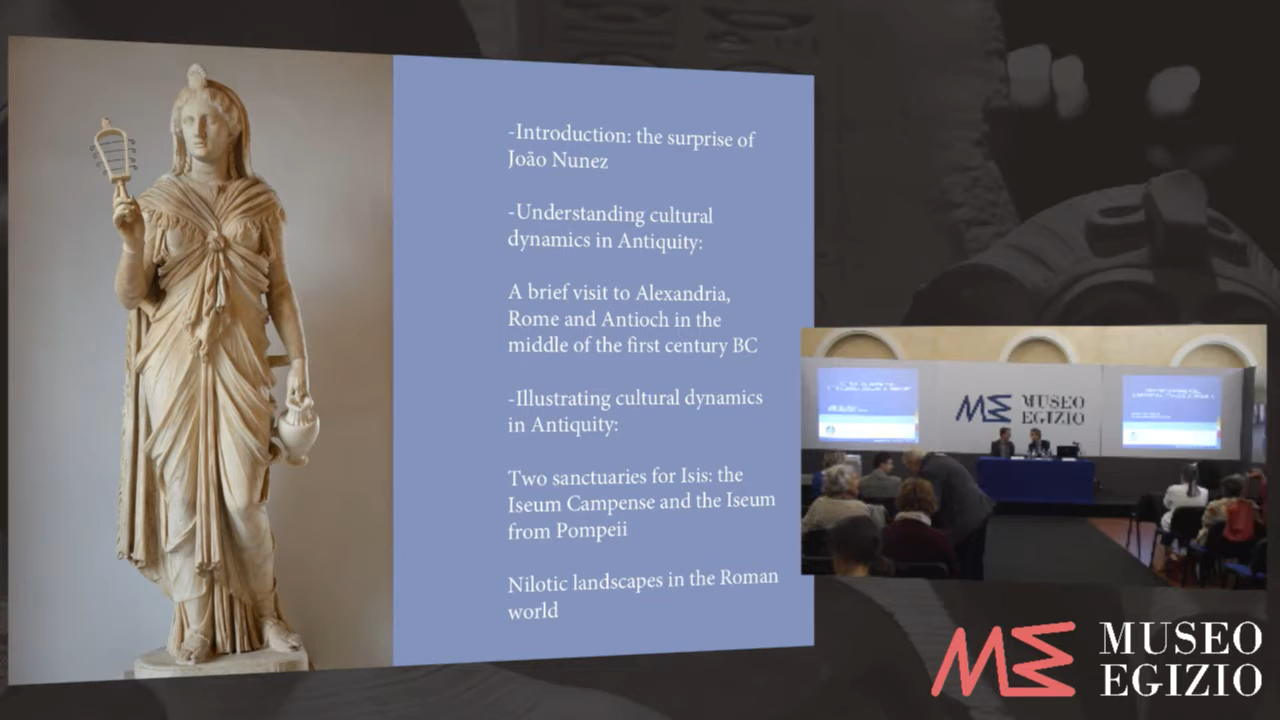 -Introduction: the surprise of
João Nunez
-Understanding cultural
dynamics in Antiquity:
A brief visit to Alexandria,
Rome and Antioch in the
middle of the first century BC
-Illustrating cultural dynamics
in Antiquity:
Two sanctuaries for Isis: the
Iseum Campense and the Iseum
from Pompeii
Nilotic landscapes in the Roman
world
MUSEO
EGIZIO
MUSEO
EGIZIO